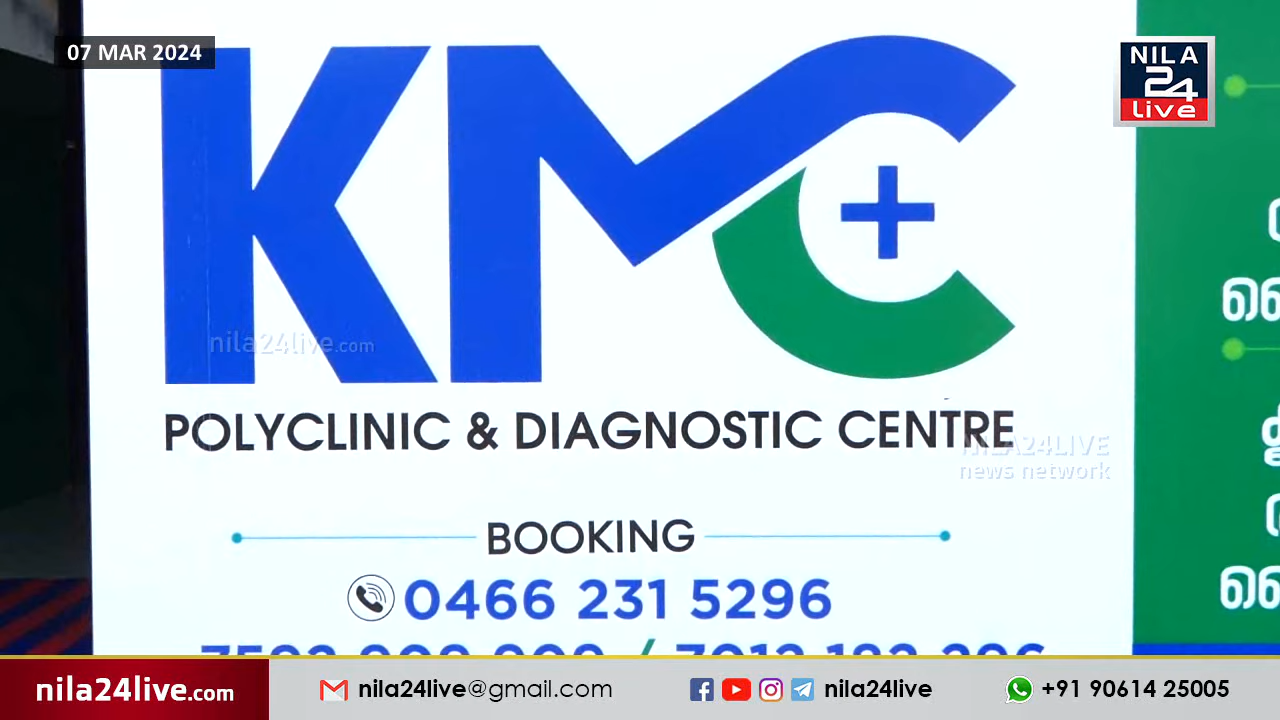 07 MAR 2024
NILA
24
live
KMC
+
nila24live.com
POLYCLINIC & DIAGNOSTIC CENTRE
NILA24LIVE
news network
BOOKING
0466 231 5296
nila24live.com
nila24live@gmail.com
nila24live
+91 90614 25005